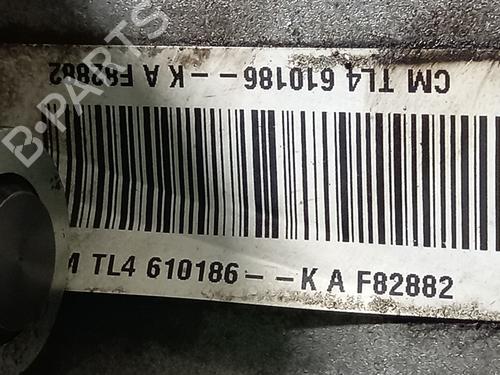 CM TL4 610186--K A F82882
B-PARTS
M TL4 610186--K A F82882